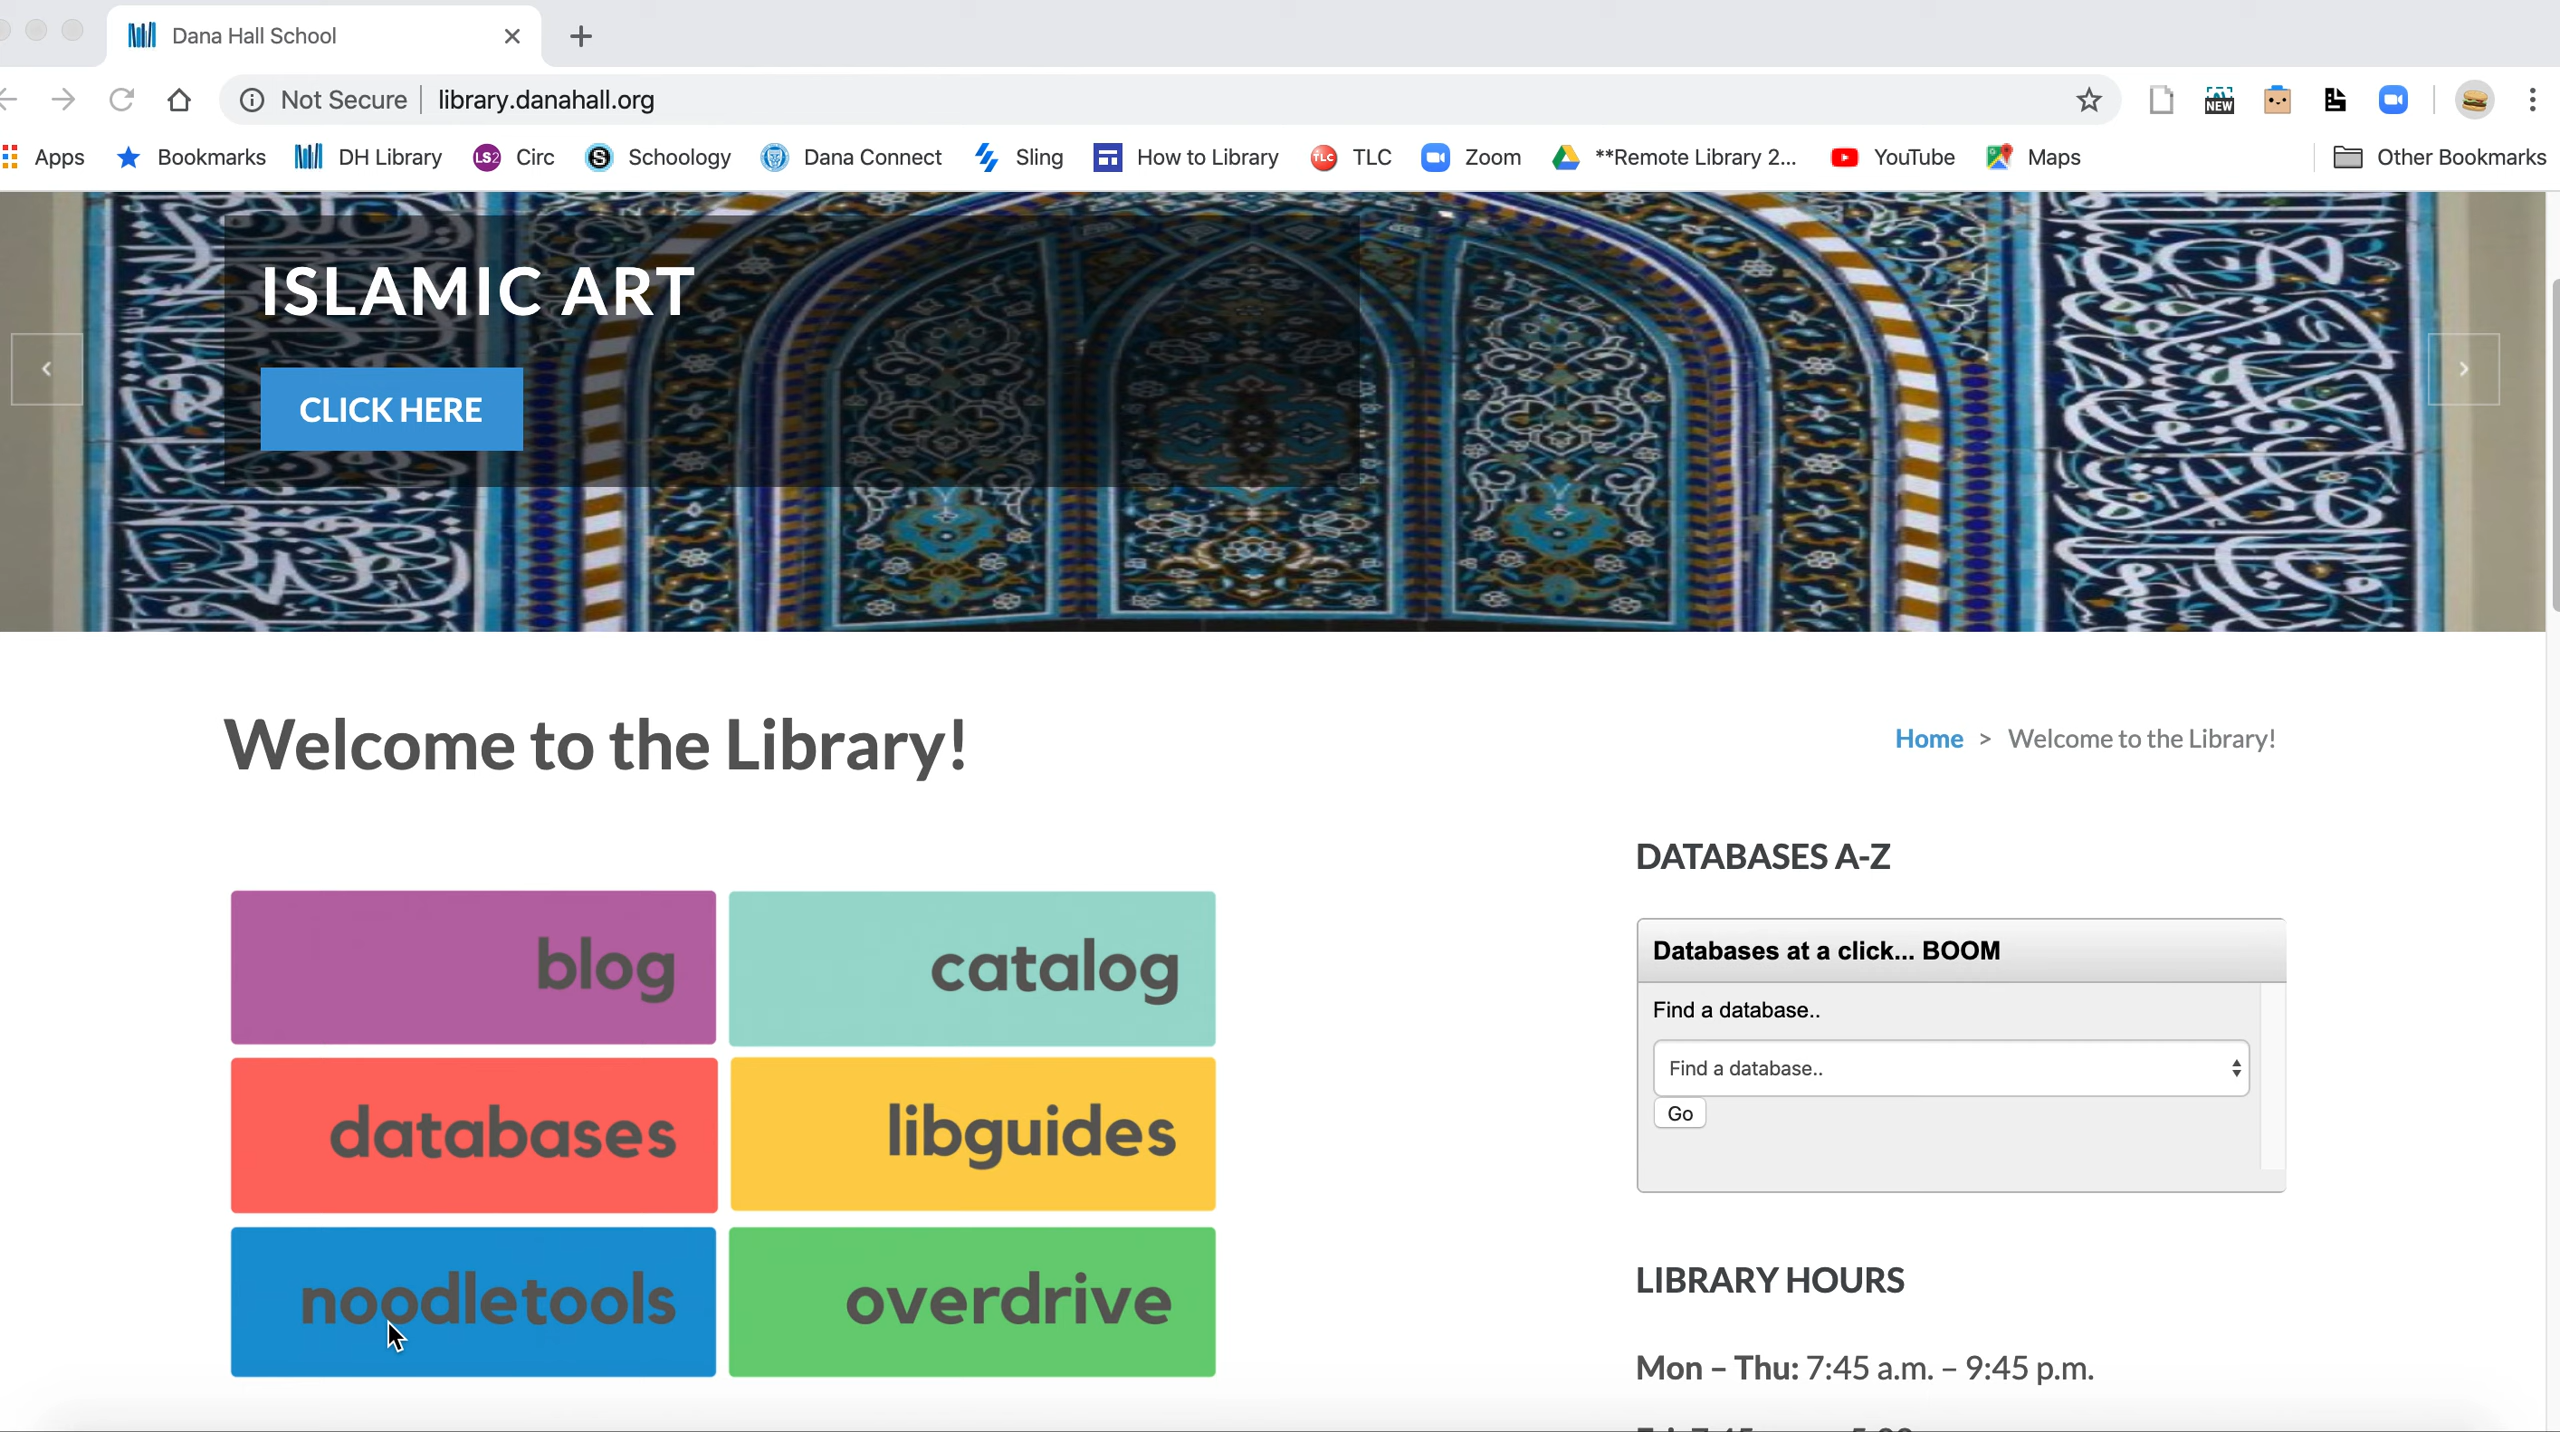 Dana Hall School
Not Secure library.danahall.org
Apps Bookmarks DH Library LS2 Circ Schoology Dana Connect Sling How to Library TLC TLC Zoom **Remote Library 2... YouTube Maps Other Bookmarks
NEW
ISLAMIC ART
CLICK HERE
Welcome to the Library!
Home > Welcome to the Library!
blog
catalog
databases
libguides
noodletools
overdrive
DATABASES A-Z
Databases at a click... BOOM
Find a database..
Find a database..
Go
LIBRARY HOURS
Mon – Thu: 7:45 a.m. – 9:45 p.m.